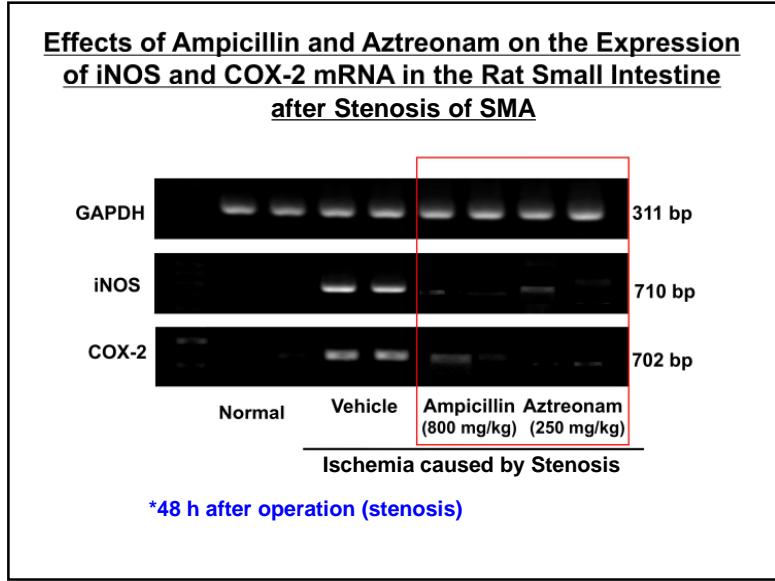 Effects of Ampicillin and Aztreonam on the Expression
of iNOS and COX-2 mRNA in the Rat Small Intestine
after Stenosis of SMA
GAPDH 311 bp
iNOS 710 bp
COX-2 702 bp
Normal Vehicle Ampicillin Aztreonam
(800 mg/kg) (250 mg/kg)
Ischemia caused by Stenosis
*48 h after operation (stenosis)